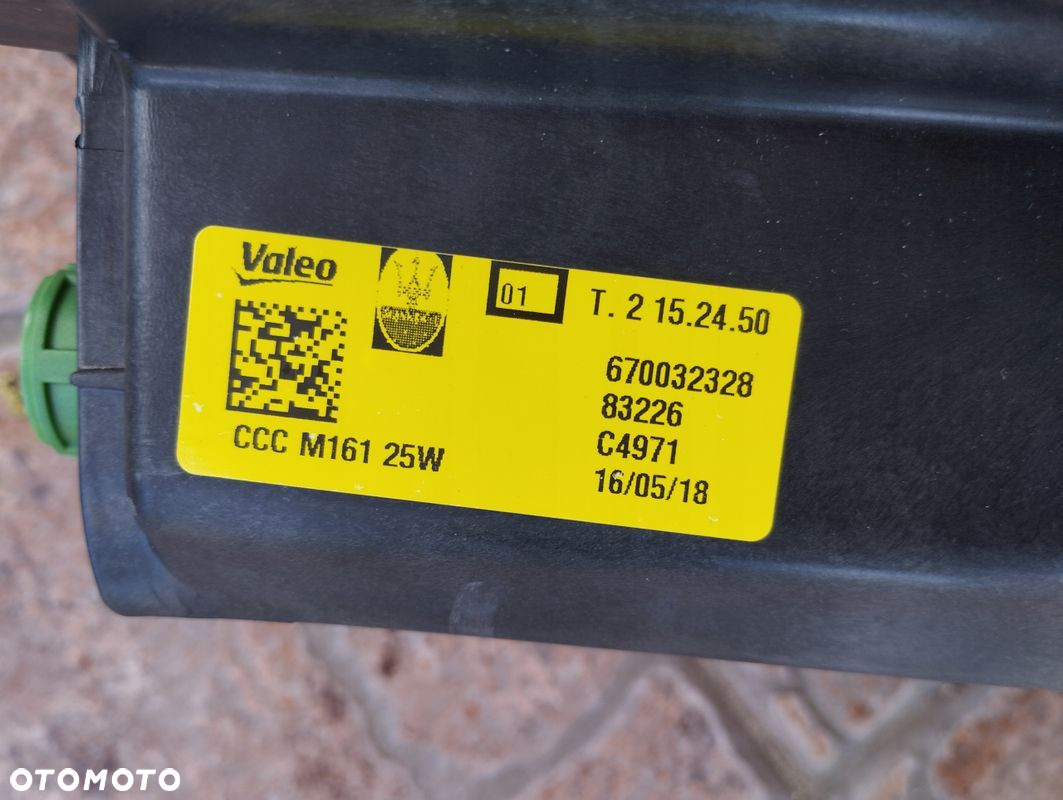 Valeo
01
T. 2 15.24.50
670032328
83226
C4971
16/05/18
CCC M161 25W
OTOMOTO